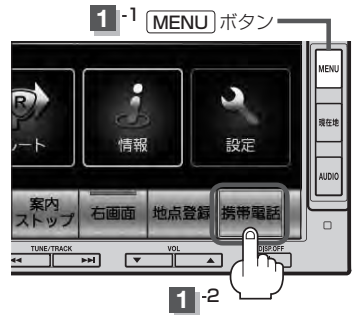 1 -1 MENU ボタン
MENU
現在地
AUDIO
R
ート
情報
設定
案内
ストップ
右画面
地点登録
携帯電話
TUNE/TRACK
VOL
DISP.OFF
1 -2